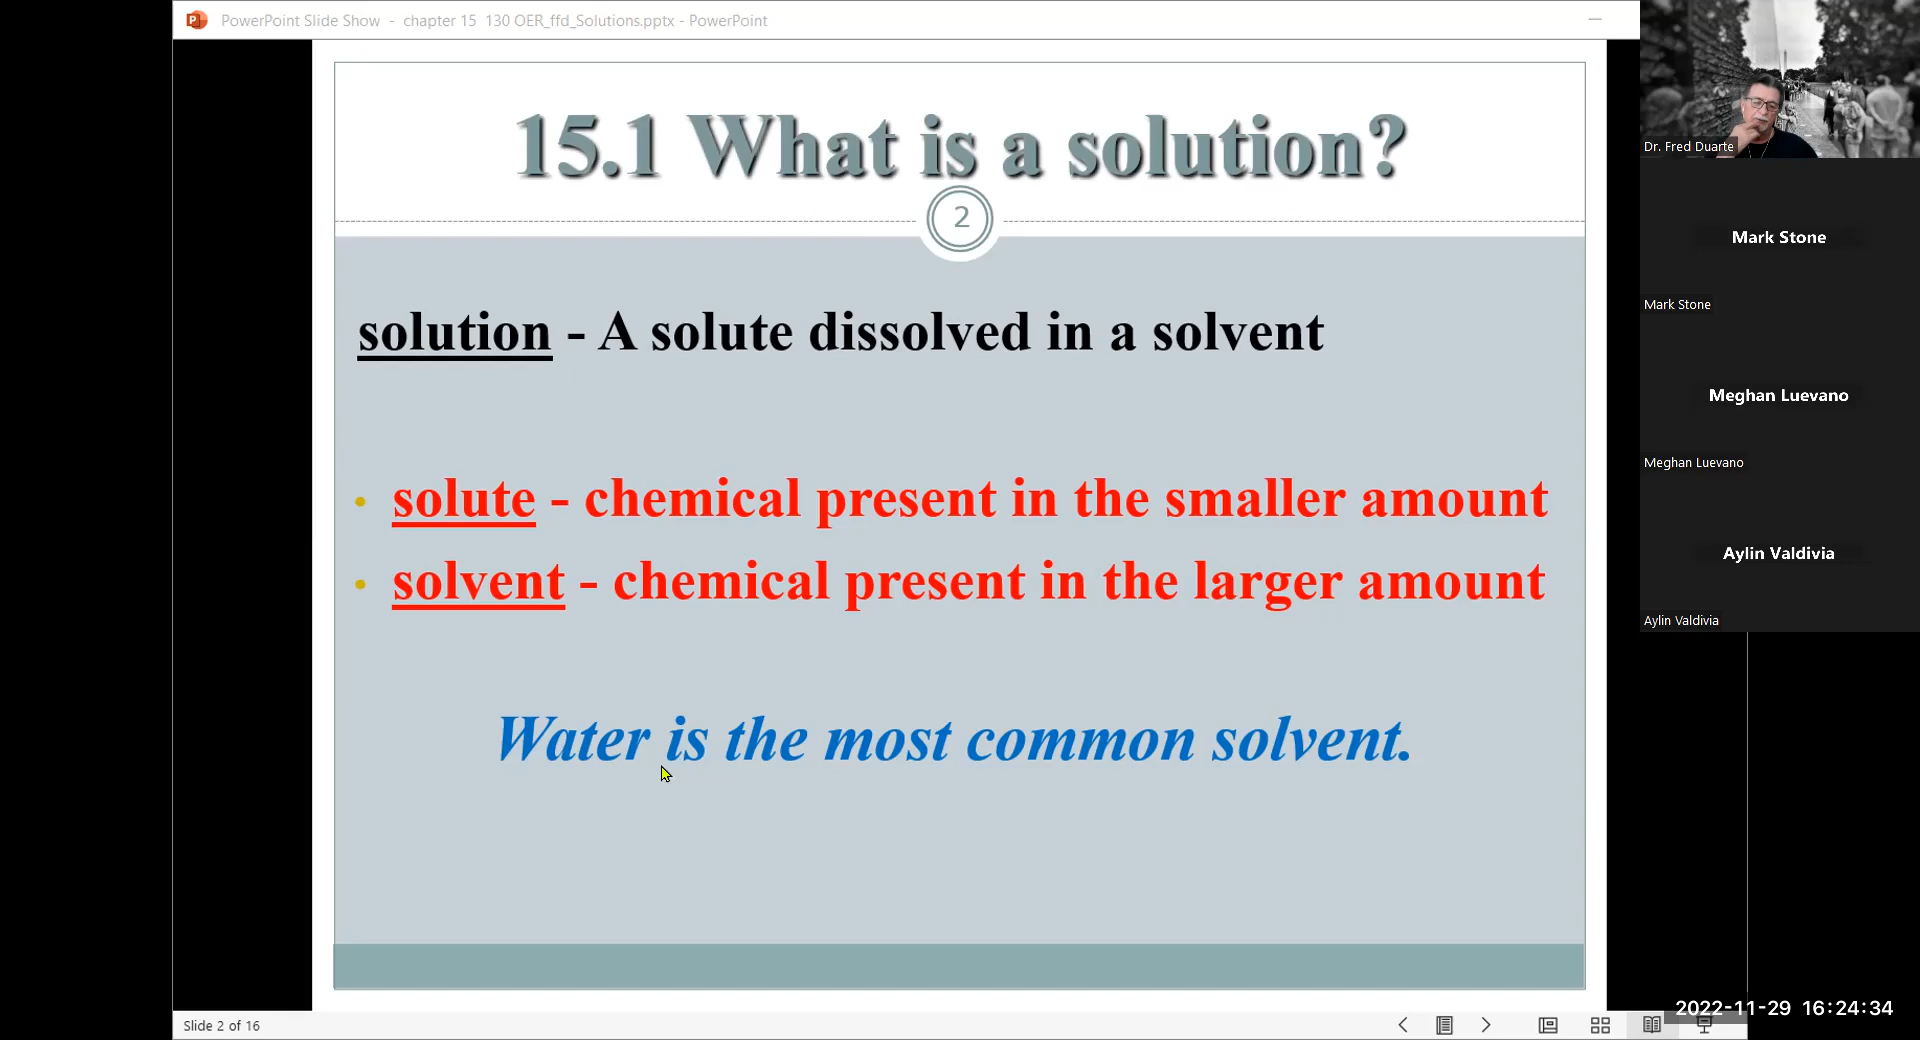 PowerPoint Slide Show - chapter 15 130 OER_ffd_Solutions.pptx - PowerPoint
15.1 What is a solution?
2
solution - A solute dissolved in a solvent
• solute - chemical present in the smaller amount
• solvent - chemical present in the larger amount
Water is the most common solvent.
Slide 2 of 16
Dr. Fred Duarte
Mark Stone
Mark Stone
Meghan Luevano
Meghan Luevano
Aylin Valdivia
Aylin Valdivia
2022-11-29 16:24:34